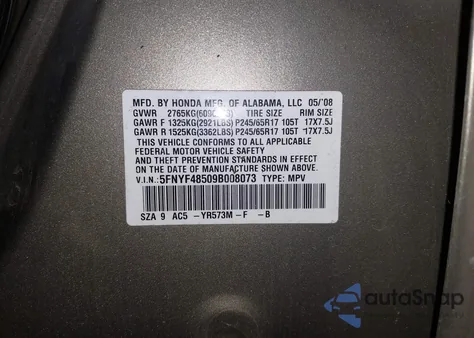 MFD. BY HONDA MFG. OF ALABAMA, LLC 05/'08
GVWR 2765KG TIRE SIZE RIM SIZE
GAWR F 1325KG(2921LBS) P245/65R17 105T 17X7.5J
GAWR R 1525KG(3362LBS) P245/65R17 105T 17X7.5J
THIS VEHICLE CONFORMS TO ALL APPLICABLE
FEDERAL MOTOR VEHICLE SAFETY
AND THEFT PREVENTION STANDARDS IN EFFECT
ON THE DATE OF MANUFACTURE SHOWN ABOVE.
V.I.N.: 5FNYF48509B008073 TYPE: MPV
SZA 9 AC5 -YR573M-F -B
autoSnap